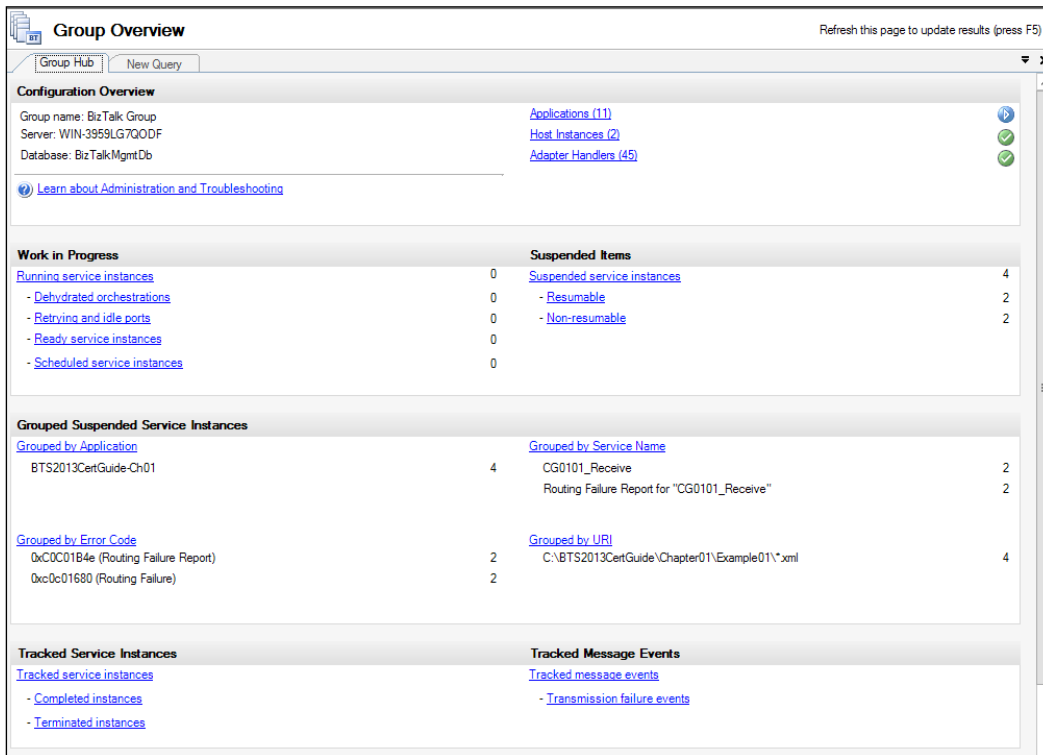 BT
Group Overview
Refresh this page to update results (press F5)
Group Hub
New Query
Configuration Overview
Group name: BizTalk Group
Server: WIN-3959LG7QODF
Database: BizTalkMgmtDb
Learn about Administration and Troubleshooting
Applications (11)
Host Instances (2)
Adapter Handlers (45)
Work in Progress
Running service instances 0
- Dehydrated orchestrations 0
- Retrying and idle ports 0
- Ready service instances 0
- Scheduled service instances 0
Suspended Items
Suspended service instances 4
- Resumable 2
- Non-resumable 2
Grouped Suspended Service Instances
Grouped by Application
BTS2013CertGuide-Ch01 4
Grouped by Service Name
CG0101_Receive 2
Routing Failure Report for "CG0101_Receive" 2
Grouped by Error Code
0xC0C01B4e (Routing Failure Report) 2
0xc0c01680 (Routing Failure) 2
Grouped by URI
C:\BTS2013CertGuide\Chapter01\Example01\*.xml 4
Tracked Service Instances
Tracked service instances
- Completed instances
- Terminated instances
Tracked Message Events
Tracked message events
- Transmission failure events